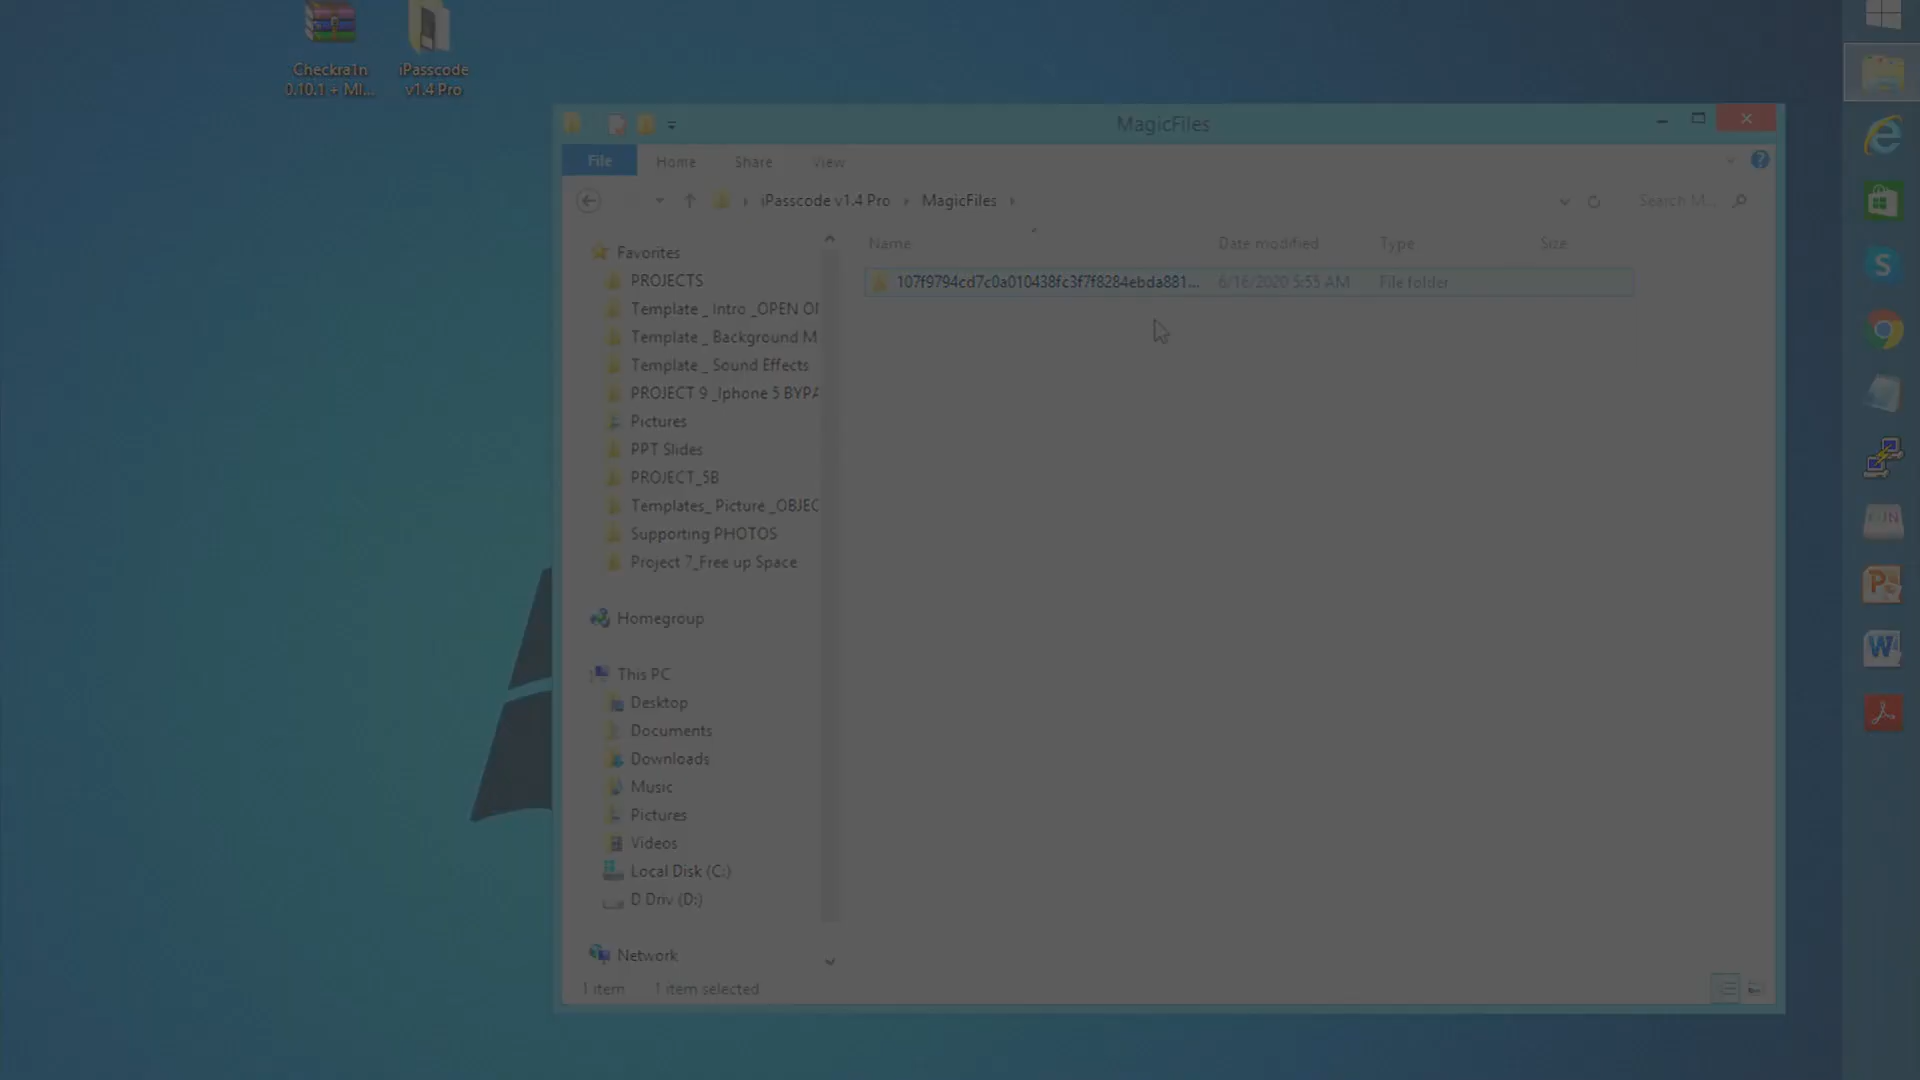 Checkra1n
0.10.1 + MI...
iPasscode
v1.4 Pro
MagicFiles
File
Home
Share
View
iPasscode v1.4 Pro
MagicFiles
Search M...
Name
Date modified
Type
Size
107f9794cd7c0a010438fc3f7f8284ebda881...
6/16/2020 5:55 AM
File folder
Favorites
PROJECTS
Template _ Intro _OPEN O
Template _ Background M
Template _ Sound Effects
PROJECT 9 _Iphone 5 BYPA
Pictures
PPT Slides
PROJECT_5B
Templates_ Picture _OBJEC
Supporting PHOTOS
Project 7_Free up Space
Homegroup
This PC
Desktop
Documents
Downloads
Music
Pictures
Videos
Local Disk (C:)
D Driv (D:)
Network
1 item
1 item selected